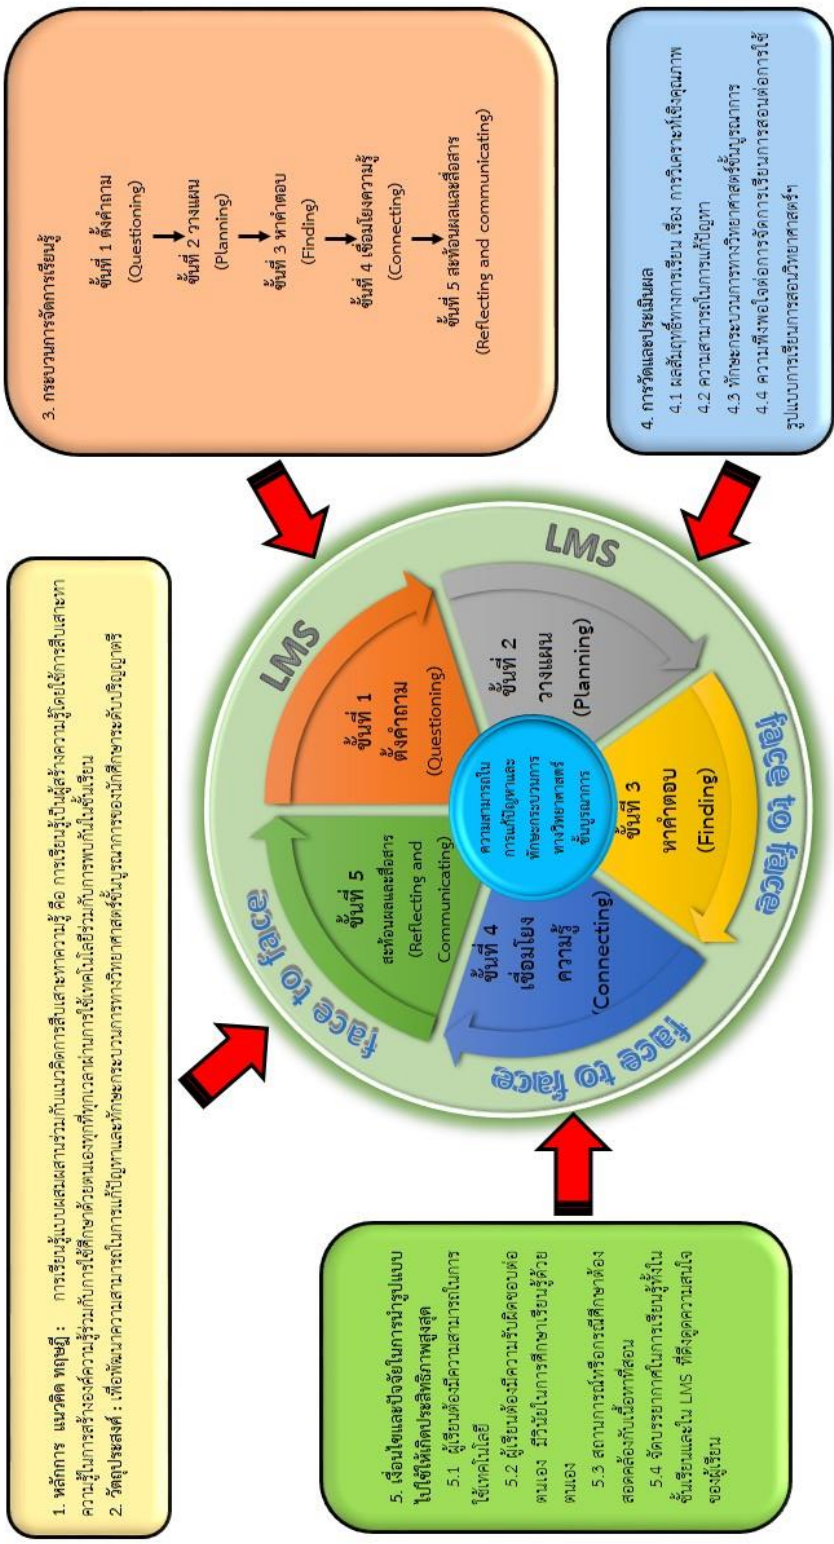 1. หลักการ แนวคิด ทฤษฎี : การเรียนรู้แบบผสมผสานร่วมกับแนวคิดการสืบเสาะหาความรู้ คือ การเรียนรู้เป็นผู้สร้างความรู้โดยใช้การสืบเสาะหา
ความรู้ในการสร้างองค์ความรู้ร่วมกับการใช้ศึกษาด้วยตนเองทุกที่ทุกเวลาผ่านการใช้เทคโนโลยีร่วมกับการพบกันในชั้นเรียน
2. วัตถุประสงค์ : เพื่อพัฒนาความสามารถในการแก้ปัญหาและทักษะกระบวนการทางวิทยาศาสตร์ขั้นบูรณาการของนักศึกษาระดับปริญญาตรี
3. กระบวนการจัดการเรียนรู้
ขั้นที่ 1 ตั้งคำถาม
(Questioning)
ขั้นที่ 2 วางแผน
(Planning)
ขั้นที่ 3 หาคำตอบ
(Finding)
ขั้นที่ 4 เชื่อมโยงความรู้
(Connecting)
ขั้นที่ 5 สะท้อนผลและสื่อสาร
(Reflecting and communicating)
LMS
ขั้นที่ 1
ตั้งคำถาม
(Questioning)
LMS
ขั้นที่ 2
วางแผน
(Planning)
face to face
ขั้นที่ 3
หาคำตอบ
(Finding)
face to face
ขั้นที่ 4
เชื่อมโยง
ความรู้
(Connecting)
face to face
ขั้นที่ 5
สะท้อนผลและสื่อสาร
(Reflecting and
Communicating)
ความสามารถใน
การแก้ปัญหาและ
ทักษะกระบวนการ
ทางวิทยาศาสตร์
ขั้นบูรณาการ
5. เงื่อนไขและปัจจัยในการนำรูปแบบ
ไปใช้ให้เกิดประสิทธิภาพสูงสุด
5.1 ผู้เรียนต้องมีความสามารถในการ
ใช้เทคโนโลยี
5.2 ผู้เรียนต้องมีความรับผิดชอบต่อ
ตนเอง มีวินัยในการศึกษาเรียนรู้ด้วย
ตนเอง
5.3 สถานการณ์หรือกรณีศึกษาต้อง
สอดคล้องกับเนื้อหาที่สอน
5.4 จัดบรรยากาศในการเรียนรู้ทั้งใน
ชั้นเรียนและใน LMS ที่ดึงดูดความสนใจ
ของผู้เรียน
4. การวัดและประเมินผล
4.1 ผลสัมฤทธิ์ทางการเรียน เรื่อง การวิเคราะห์เชิงคุณภาพ
4.2 ความสามารถในการแก้ปัญหา
4.3 ทักษะกระบวนการทางวิทยาศาสตร์ขั้นบูรณาการ
4.4 ความพึงพอใจต่อการจัดการเรียนการสอนต่อการใช้
รูปแบบการเรียนการสอนวิทยาศาสตร์ฯ